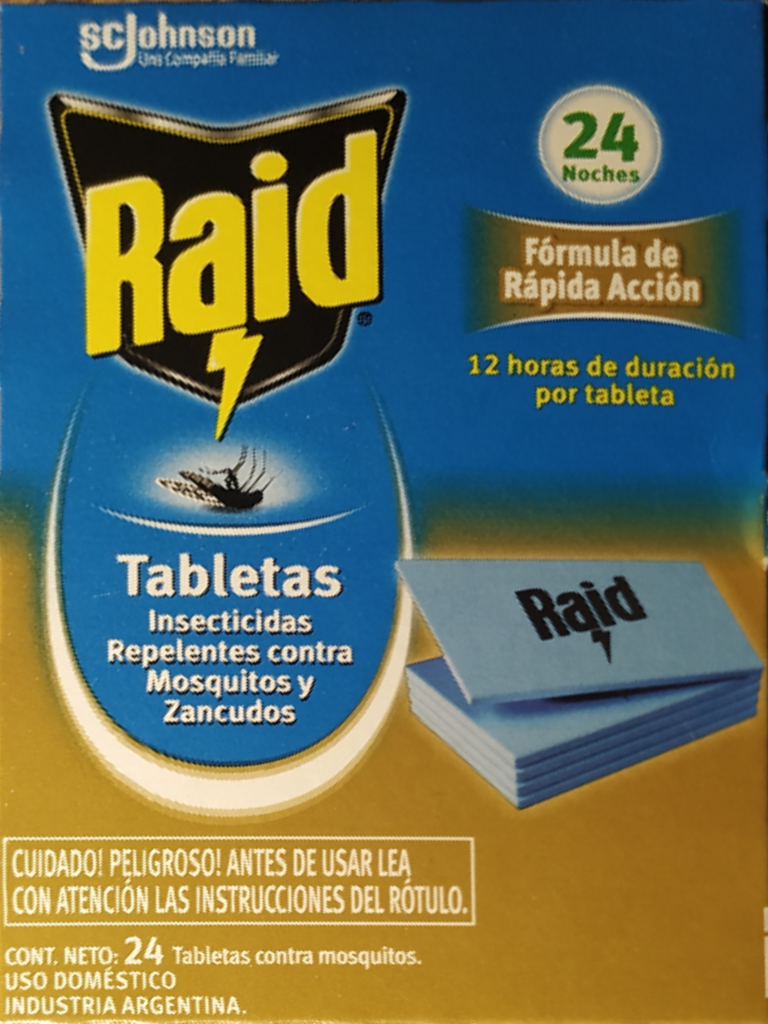 SCJohnson
Una Compañía Familiar
Raid®
24
Noches
Fórmula de
Rápida Acción
12 horas de duración
por tableta
Tabletas
Insecticidas
Repelentes contra
Mosquitos y
Zancudos
Raid
CUIDADO! PELIGROSO! ANTES DE USAR LEA
CON ATENCIÓN LAS INSTRUCCIONES DEL RÓTULO.
CONT. NETO: 24 Tabletas contra mosquitos.
USO DOMÉSTICO
INDUSTRIA ARGENTINA.